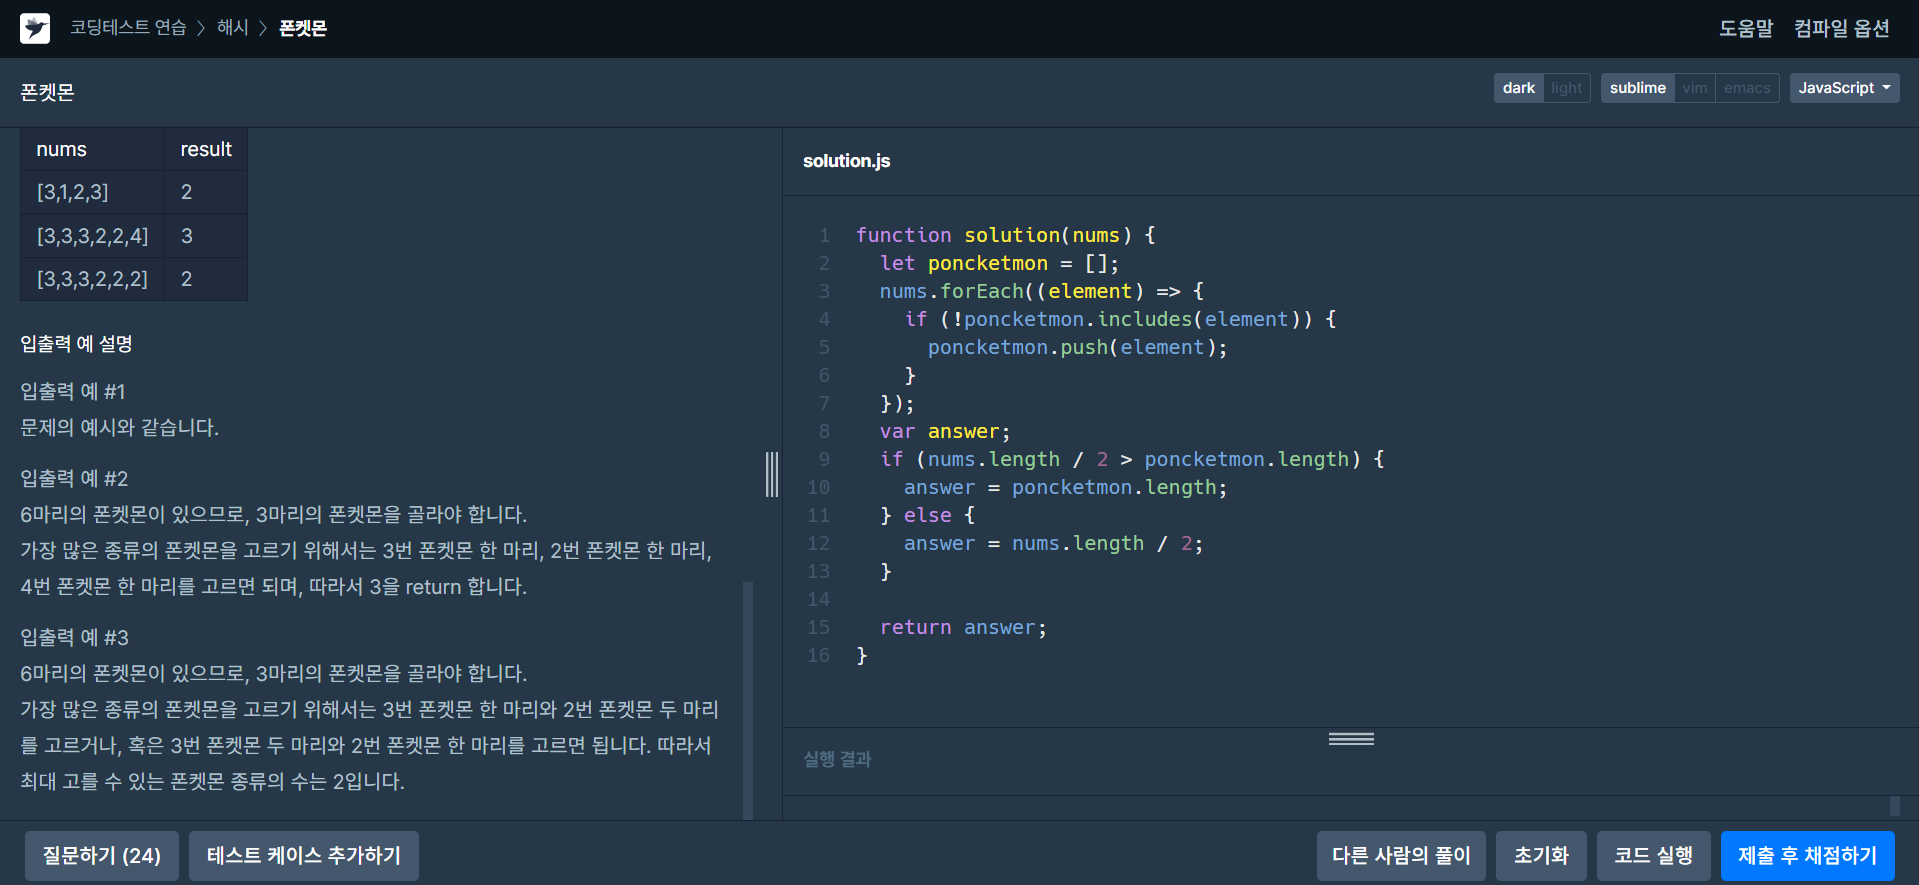 코딩테스트 연습 > 해시 > 폰켓몬
도움말 컴파일 옵션
폰켓몬
dark light sublime vim emacs JavaScript
nums result
[3,1,2,3] 2
[3,3,3,2,2,4] 3
[3,3,3,2,2,2] 2
입출력 예 설명
입출력 예 #1
문제의 예시와 같습니다.
입출력 예 #2
6마리의 폰켓몬이 있으므로, 3마리의 폰켓몬을 골라야 합니다.
가장 많은 종류의 폰켓몬을 고르기 위해서는 3번 폰켓몬 한 마리, 2번 폰켓몬 한 마리,
4번 폰켓몬 한 마리를 고르면 되며, 따라서 3을 return 합니다.
입출력 예 #3
6마리의 폰켓몬이 있으므로, 3마리의 폰켓몬을 골라야 합니다.
가장 많은 종류의 폰켓몬을 고르기 위해서는 3번 폰켓몬 한 마리와 2번 폰켓몬 두 마리
를 고르거나, 혹은 3번 폰켓몬 두 마리와 2번 폰켓몬 한 마리를 고르면 됩니다. 따라서
최대 고를 수 있는 폰켓몬 종류의 수는 2입니다.
solution.js
1 function solution(nums) {
2   let poncketmon = [];
3   nums.forEach((element) => {
4     if (!poncketmon.includes(element)) {
5       poncketmon.push(element);
6     }
7   });
8   var answer;
9   if (nums.length / 2 > poncketmon.length) {
10     answer = poncketmon.length;
11   } else {
12     answer = nums.length / 2;
13   }
14
15   return answer;
16 }
실행 결과
질문하기 (24) 테스트 케이스 추가하기 다른 사람의 풀이 초기화 코드 실행 제출 후 채점하기